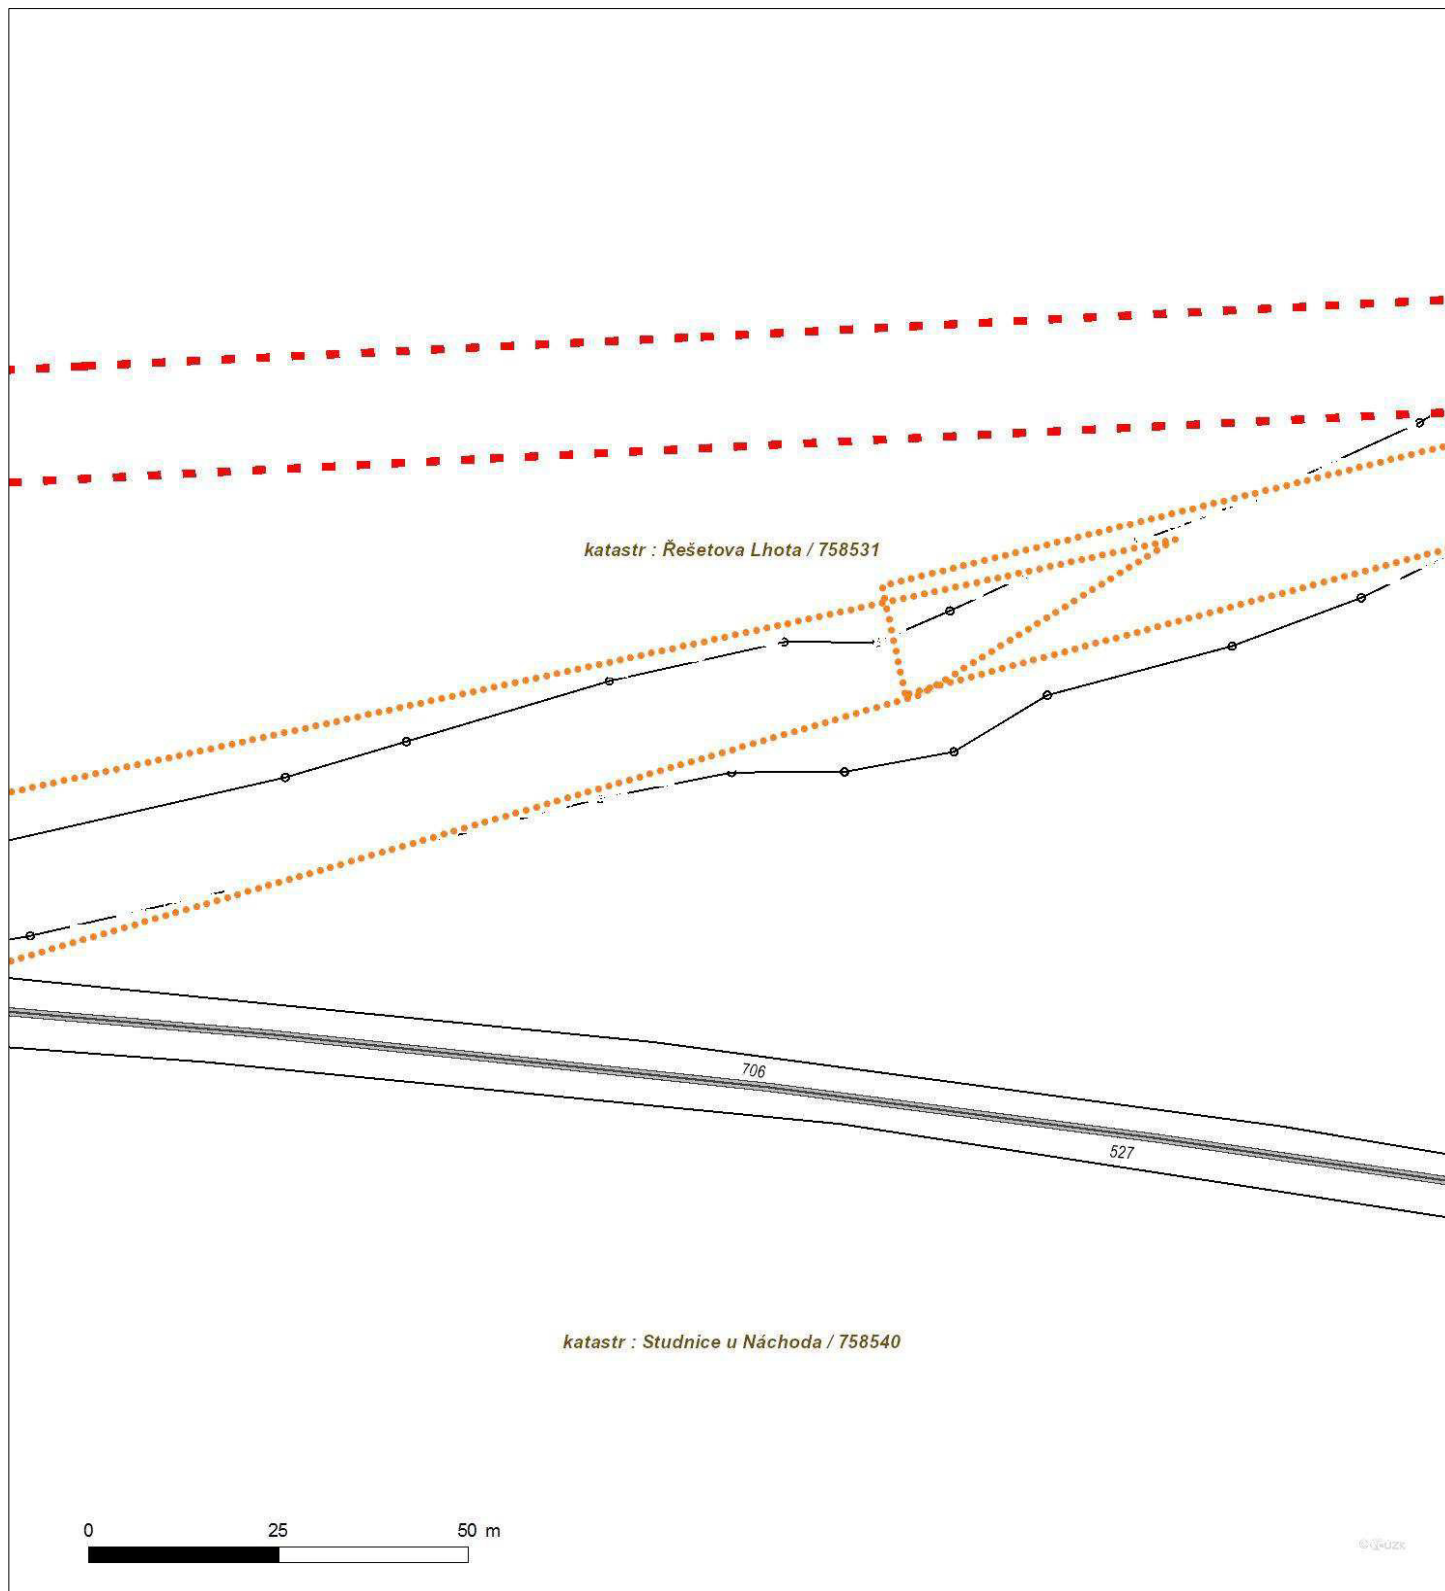 katastr : Řešetova Lhota / 758531
706
527
katastr : Studnice u Náchoda / 758540
0 25 50 m